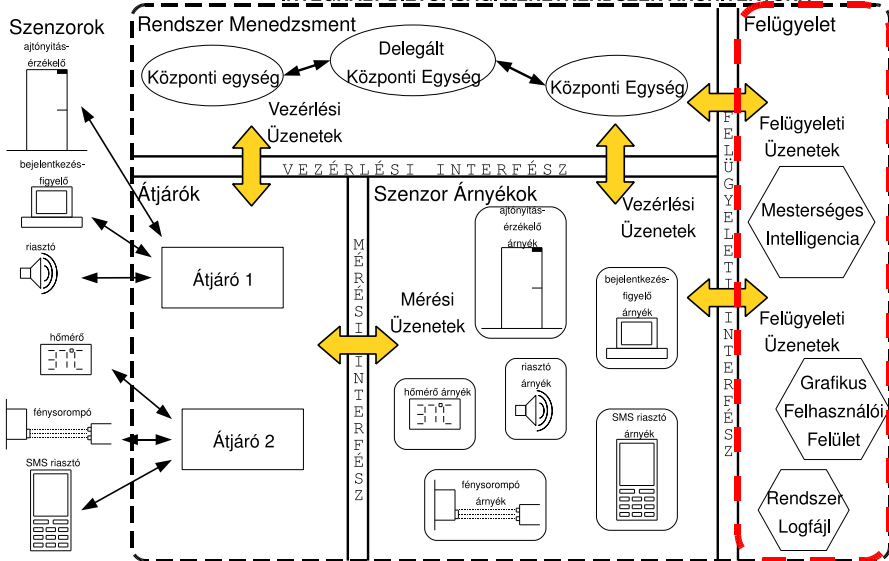 Szenzorok
ajtónyitás-
érzékelő
bejelentkezés-
figyelő
riasztó
hőmérő
37°C
fénysorompó
SMS riasztó
Rendszer Menedzsment
Központi egység
Delegált
Központi Egység
Központi Egység
Vezérlési
Üzenetek
VEZÉRLÉSI INTERFÉSZ
Átjárók
Átjáró 1
Átjáró 2
MÉRÉSI INTERFÉSZ
Szenzor Árnyékok
Mérési
Üzenetek
ajtónyitás-
érzékelő
árnyék
Vezérlési
Üzenetek
bejelentkezés-
figyelő
árnyék
riasztó
árnyék
hőmérő árnyék
37°C
SMS riasztó
árnyék
fénysorompó
árnyék
FELÜGYELETI INTERFÉSZ
Felügyelet
Felügyeleti
Üzenetek
Mesterséges
Intelligencia
Felügyeleti
Üzenetek
Grafikus
Felhasználói
Felület
Rendszer
Logfájl